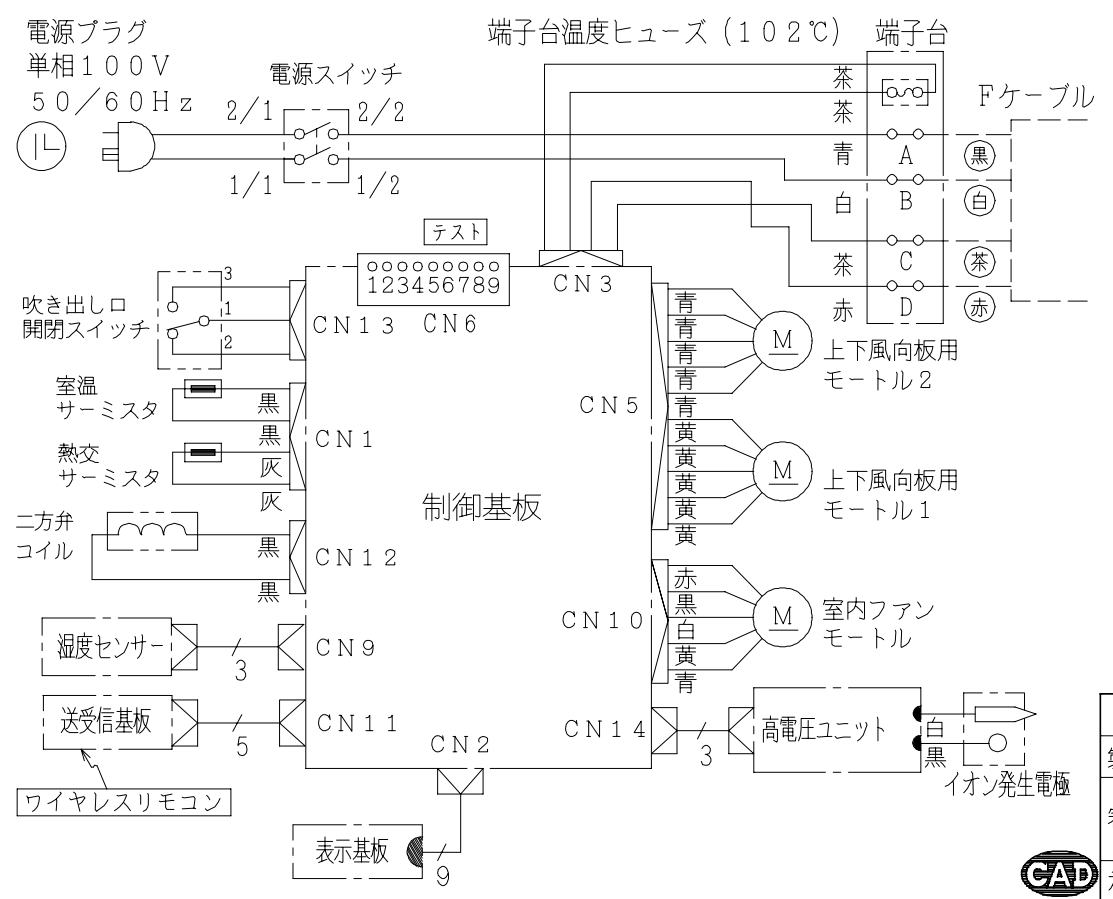 電源プラグ
単相100V
50/60Hz
電源スイッチ
2/1
2/2
1/1
1/2
端子台温度ヒューズ(102℃)
端子台
Fケーブル
茶
茶
青
白
茶
赤
A
B
C
D
黒
白
茶
赤
テスト
123456789
CN6
CN3
吹き出し口
開閉スイッチ
3
1
2
CN13
室温
サーミスタ
黒
黒
熱交
サーミスタ
灰
灰
CN1
二方弁
コイル
黒
黒
CN12
湿度センサー
3
CN9
送受信基板
5
CN11
ワイヤレスリモコン
制御基板
CN2
表示基板
9
CN5
青
青
青
青
青
黄
黄
黄
黄
黄
M
上下風向板用
モートル2
M
上下風向板用
モートル1
CN10
赤
黒
白
黄
青
M
室内ファン
モートル
CN14
3
高電圧ユニット
白
黒
イオン発生電極
CAD